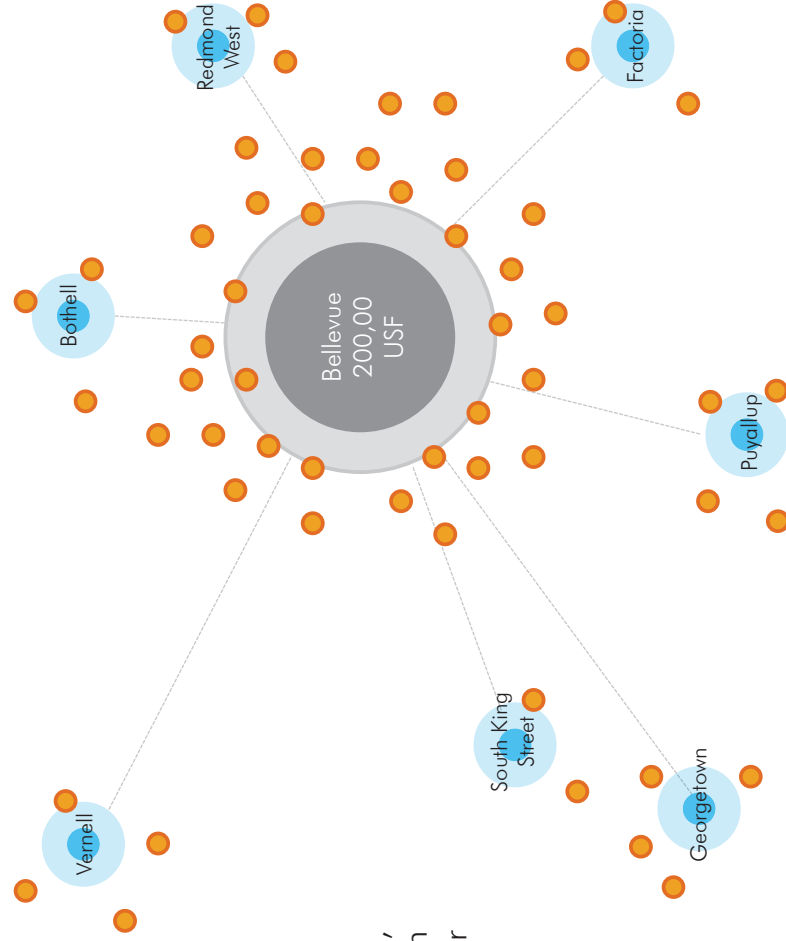 Bothell
Vernell
Redmond
West
Bellevue
200,00
USF
South King
Street
Factoria
Georgetown
Puyallup